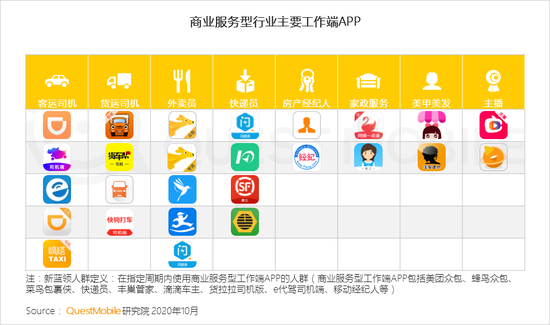 商业服务型行业主要工作端APP
客运司机 货运司机 外卖员 快递员 房产经纪人 家政服务 美甲美发 主播
司机端 货车帮
司机
经纪
SF
快狗打车
司机端
嘀嗒
TAXI
注：新蓝领人群定义：在指定周期内使用商业服务型工作端APP的人群（商业服务型工作端APP包括美团众包、蜂鸟众包、
菜鸟包裹侠、快递员、丰巢管家、滴滴车主、货拉拉司机版、e代驾司机端、移动经纪人等）
Source： QuestMobile研究院 2020年10月